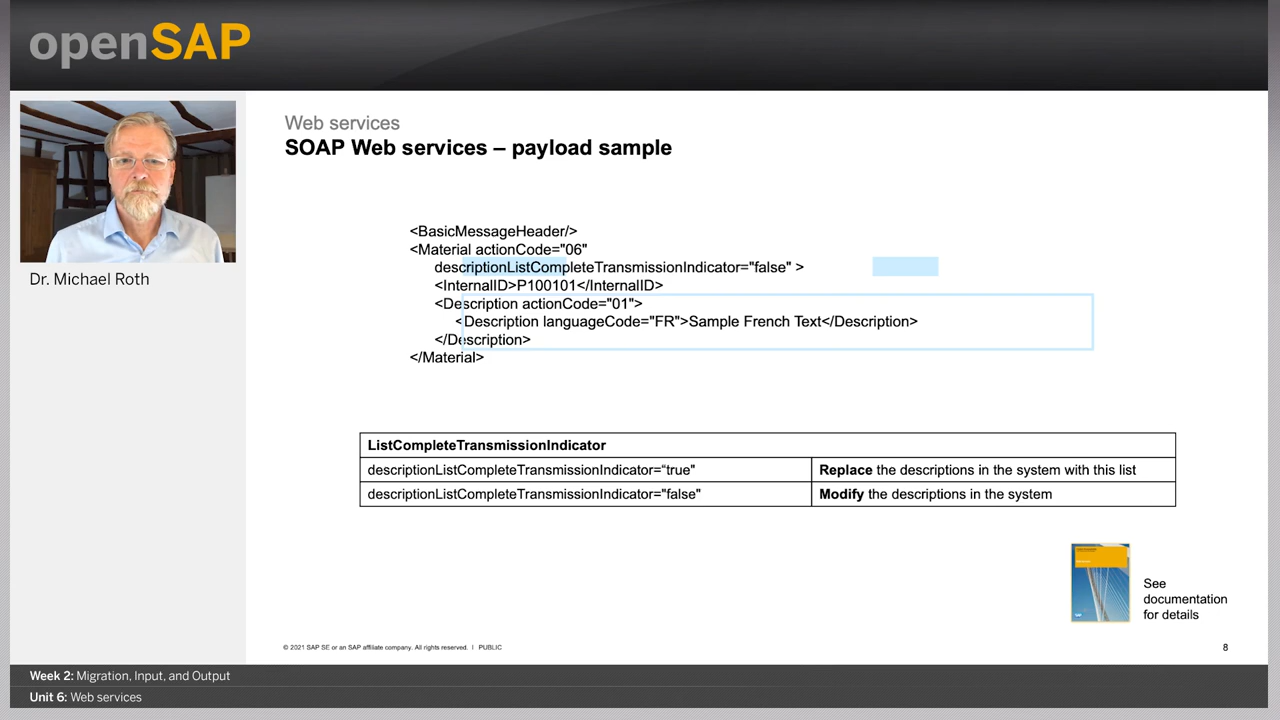 openSAP
Dr. Michael Roth
Web services
SOAP Web services – payload sample
<BasicMessageHeader/>
<Material actionCode="06"
descriptionListCompleteTransmissionIndicator="false" >
<InternalID>P100101</InternalID>
<Description actionCode="01">
<Description languageCode="FR">Sample French Text</Description>
</Description>
</Material>
ListCompleteTransmissionIndicator
descriptionListCompleteTransmissionIndicator=“true" Replace the descriptions in the system with this list
descriptionListCompleteTransmissionIndicator="false" Modify the descriptions in the system
See
documentation
for details
© 2021 SAP SE or an SAP affiliate company. All rights reserved. | PUBLIC
8
Week 2: Migration, Input, and Output
Unit 6: Web services